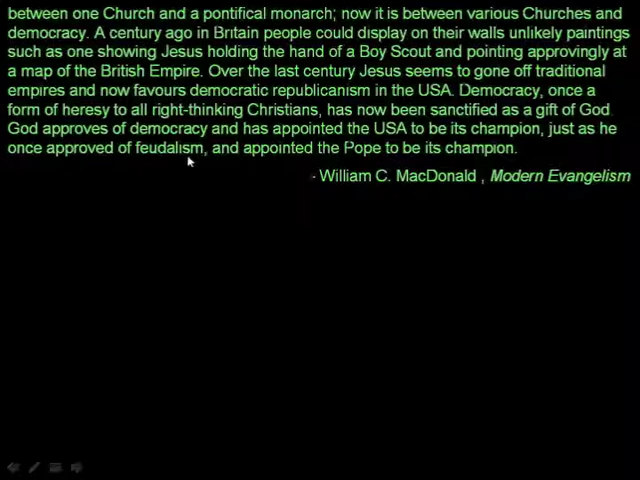 between one Church and a pontifical monarch; now it is between various Churches and
democracy. A century ago in Britain people could display on their walls unlikely paintings
such as one showing Jesus holding the hand of a Boy Scout and pointing approvingly at
a map of the British Empire. Over the last century Jesus seems to gone off traditional
empires and now favours democratic republicanism in the USA. Democracy, once a
form of heresy to all right-thinking Christians, has now been sanctified as a gift of God.
God approves of democracy and has appointed the USA to be its champion, just as he
once approved of feudalism, and appointed the Pope to be its champion.
- William C. MacDonald , Modern Evangelism